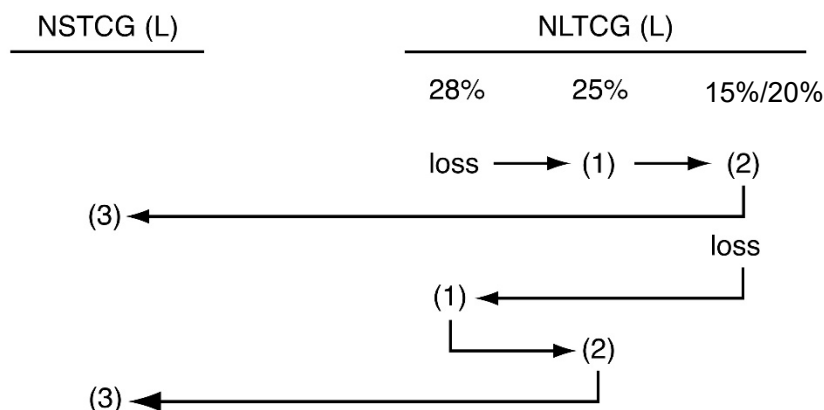 NSTCG (L) NLTCG (L)
28% 25% 15%/20%
loss (1) (2)
(3)
loss
(1)
(2)
(3)